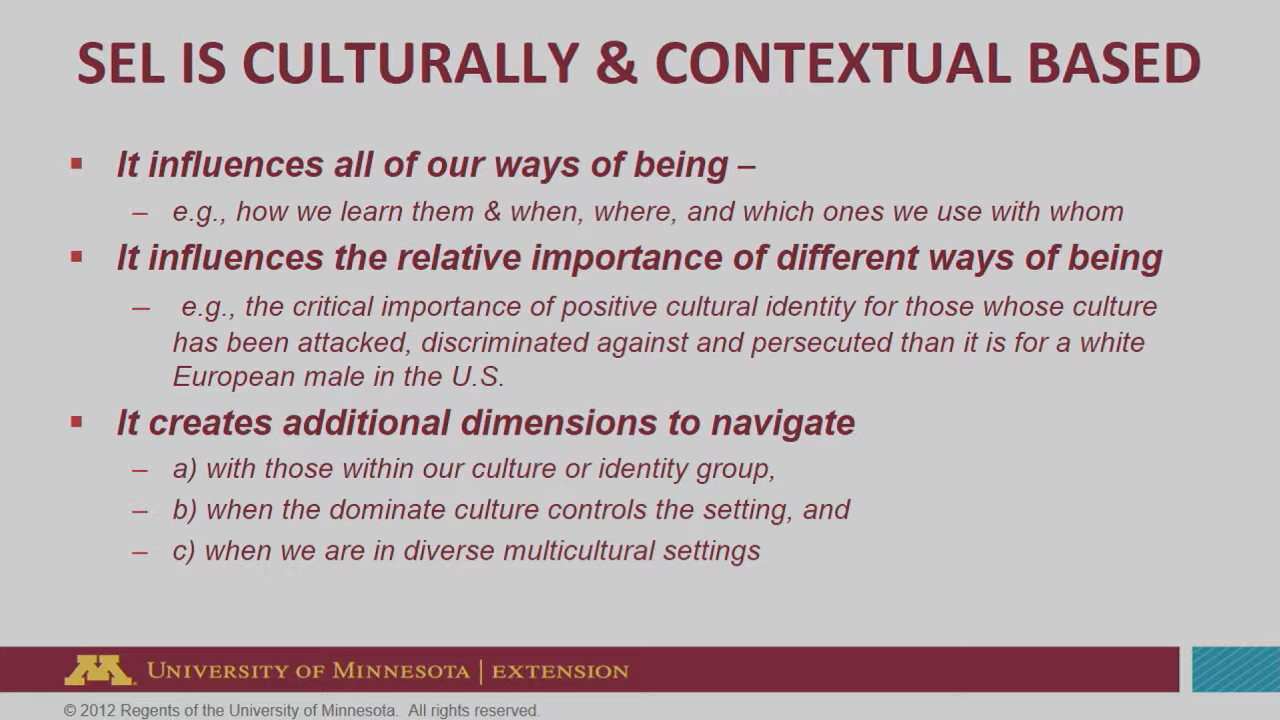 SEL IS CULTURALLY & CONTEXTUAL BASED
▪ It influences all of our ways of being –
– e.g., how we learn them & when, where, and which ones we use with whom
▪ It influences the relative importance of different ways of being
– e.g., the critical importance of positive cultural identity for those whose culture
has been attacked, discriminated against and persecuted than it is for a white
European male in the U.S.
▪ It creates additional dimensions to navigate
– a) with those within our culture or identity group,
– b) when the dominate culture controls the setting, and
– c) when we are in diverse multicultural settings
M UNIVERSITY OF MINNESOTA | EXTENSION
© 2012 Regents of the University of Minnesota. All rights reserved.